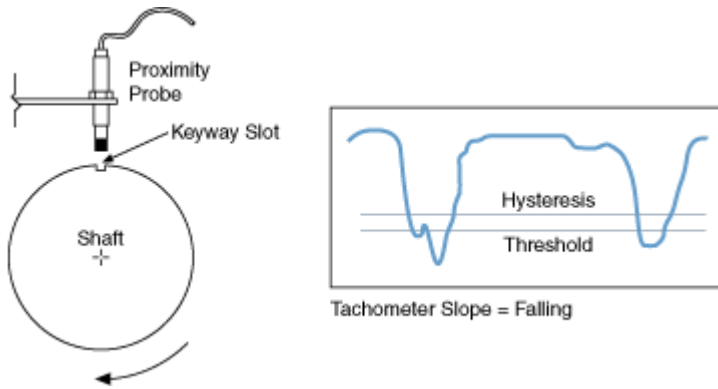 Proximity
Probe
Keyway Slot
Shaft
Hysteresis
Threshold
Tachometer Slope = Falling